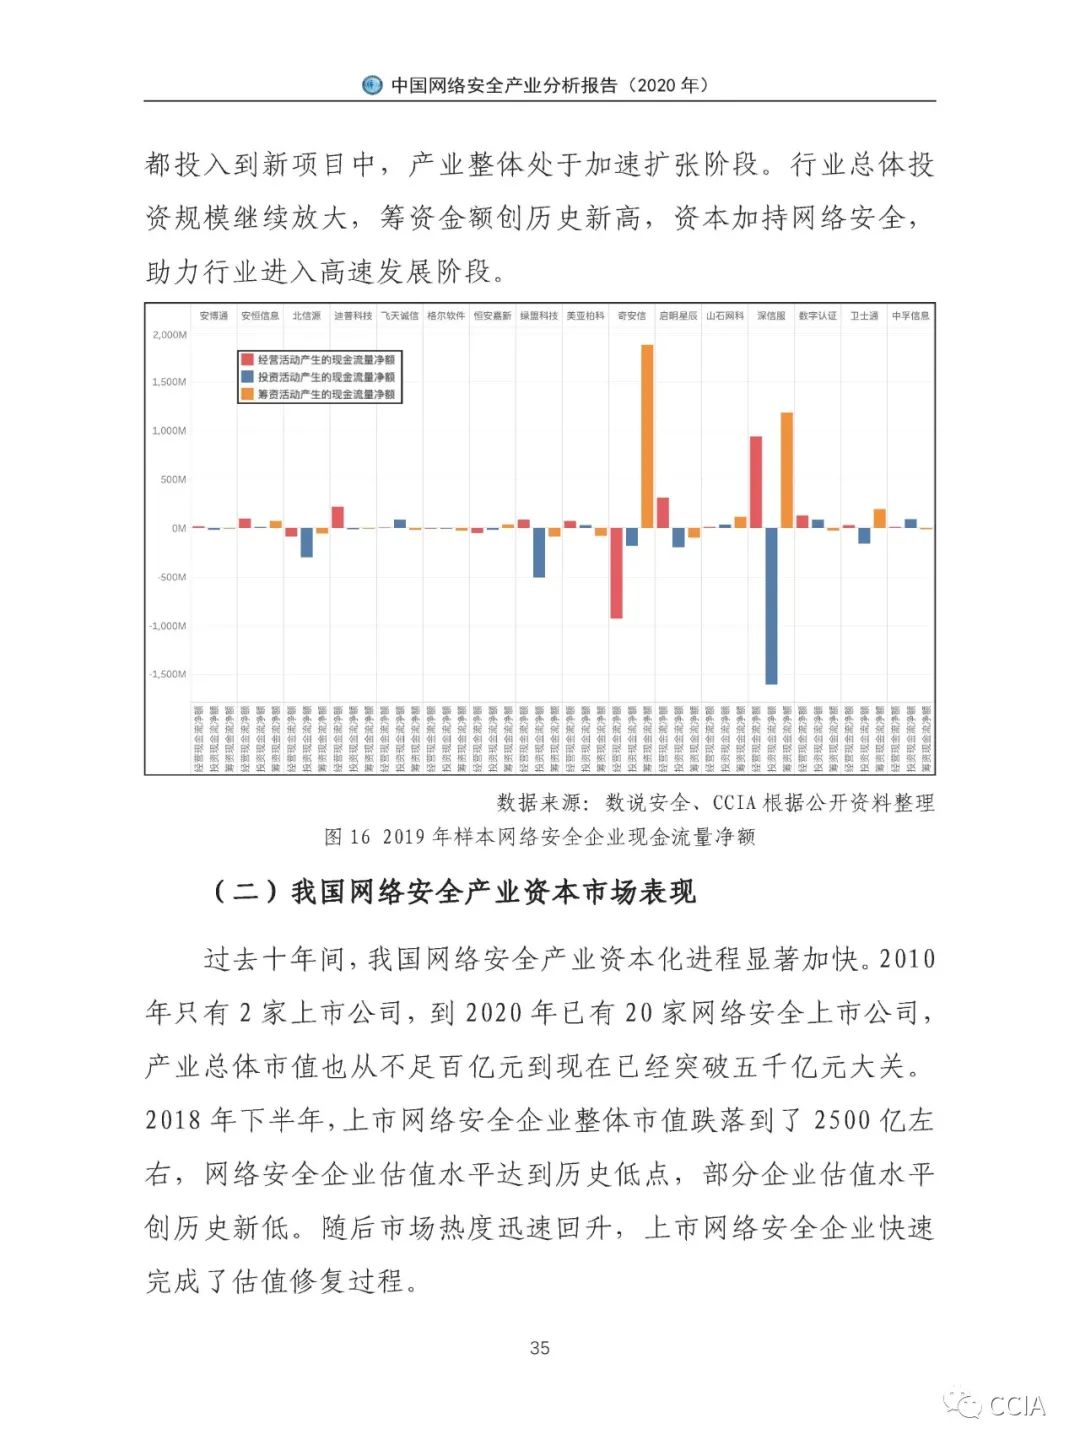 中国网络安全产业分析报告（2020 年）
都投入到新项目中，产业整体处于加速扩张阶段。行业总体投
资规模继续放大，筹资金额创历史新高，资本加持网络安全，
助力行业进入高速发展阶段。
安博通 安恒信息 北信源 迪普科技 飞天诚信 格尔软件 恒安嘉新 绿盟科技 美亚柏科 奇安信 启明星辰 山石网科 深信服 数字认证 卫士通 中孚信息
2,000M
经营活动产生的现金流量净额
投资活动产生的现金流量净额
筹资活动产生的现金流量净额
1,500M
1,000M
500M
0M
-500M
-1,000M
-1,500M
经营现金流净额 投资现金流净额 筹资现金流净额 经营现金流净额 投资现金流净额 筹资现金流净额 经营现金流净额 投资现金流净额 筹资现金流净额 经营现金流净额 投资现金流净额 筹资现金流净额 经营现金流净额 投资现金流净额 筹资现金流净额 经营现金流净额 投资现金流净额 筹资现金流净额 经营现金流净额 投资现金流净额 筹资现金流净额 经营现金流净额 投资现金流净额 筹资现金流净额 经营现金流净额 投资现金流净额 筹资现金流净额 经营现金流净额 投资现金流净额 筹资现金流净额 经营现金流净额 投资现金流净额 筹资现金流净额 经营现金流净额 投资现金流净额 筹资现金流净额 经营现金流净额 投资现金流净额 筹资现金流净额 经营现金流净额 投资现金流净额 筹资现金流净额 经营现金流净额 投资现金流净额 筹资现金流净额 经营现金流净额 投资现金流净额 筹资现金流净额
数据来源：数说安全、CCIA 根据公开资料整理
图 16 2019 年样本网络安全企业现金流量净额
（二）我国网络安全产业资本市场表现
过去十年间，我国网络安全产业资本化进程显著加快。2010
年只有 2 家上市公司，到 2020 年已有 20 家网络安全上市公司，
产业总体市值也从不足百亿元到现在已经突破五千亿元大关。
2018 年下半年，上市网络安全企业整体市值跌落到了 2500 亿左
右，网络安全企业估值水平达到历史低点，部分企业估值水平
创历史新低。随后市场热度迅速回升，上市网络安全企业快速
完成了估值修复过程。
35
CCIA